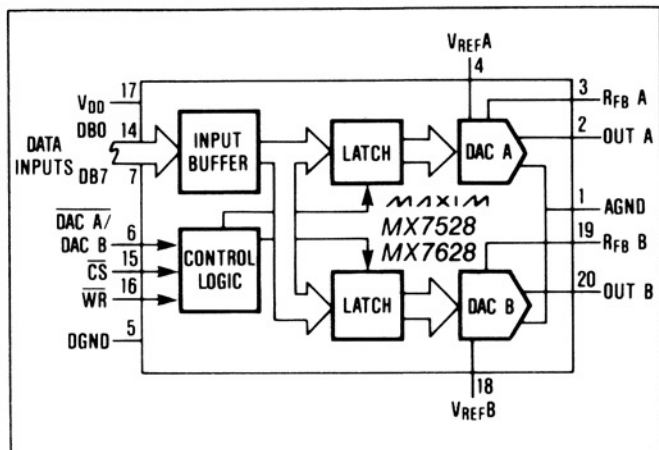 VREFA
4
17
VDD
3
RFB A
DB0
14
DATA
INPUTS
DB7
7
INPUT
BUFFER
LATCH
DAC A
2
OUT A
MAXIM
MX7528
MX7628
1
AGND
DAC A/
DAC B
6
CS
15
WR
16
CONTROL
LOGIC
19
RFB B
LATCH
DAC B
20
OUT B
5
DGND
18
VREFB